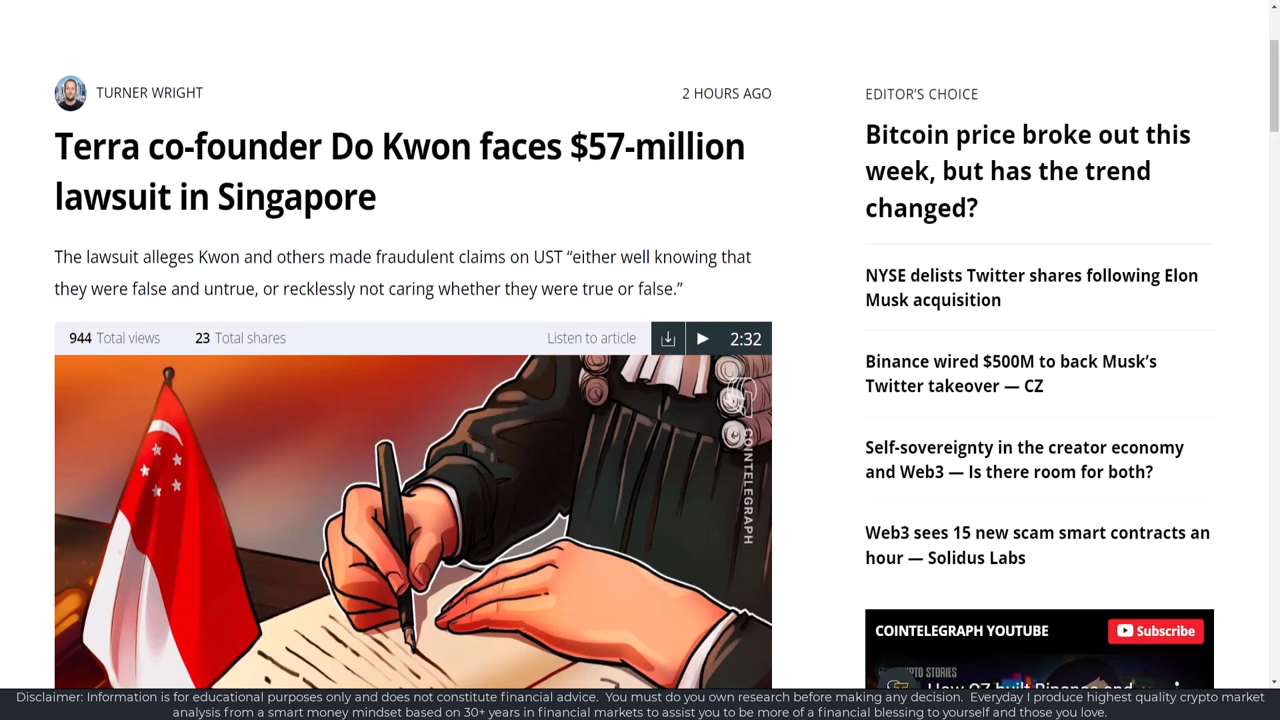 TURNER WRIGHT
2 HOURS AGO
Terra co-founder Do Kwon faces $57-million
lawsuit in Singapore
The lawsuit alleges Kwon and others made fraudulent claims on UST “either well knowing that
they were false and untrue, or recklessly not caring whether they were true or false.”
944 Total views
23 Total shares
Listen to article
2:32
COINTELEGRAPH
EDITOR’S CHOICE
Bitcoin price broke out this
week, but has the trend
changed?
NYSE delists Twitter shares following Elon
Musk acquisition
Binance wired $500M to back Musk’s
Twitter takeover — CZ
Self-sovereignty in the creator economy
and Web3 — Is there room for both?
Web3 sees 15 new scam smart contracts an
hour — Solidus Labs
COINTELEGRAPH YOUTUBE
Subscribe
STORIES
How CZ built Binance and
Disclaimer: Information is for educational purposes only and does not constitute financial advice. You must do you own research before making any decision. Everyday I produce highest quality crypto market
analysis from a smart money mindset based on 30+ years in financial markets to assist you to be more of a financial blessing to yourself and those you love